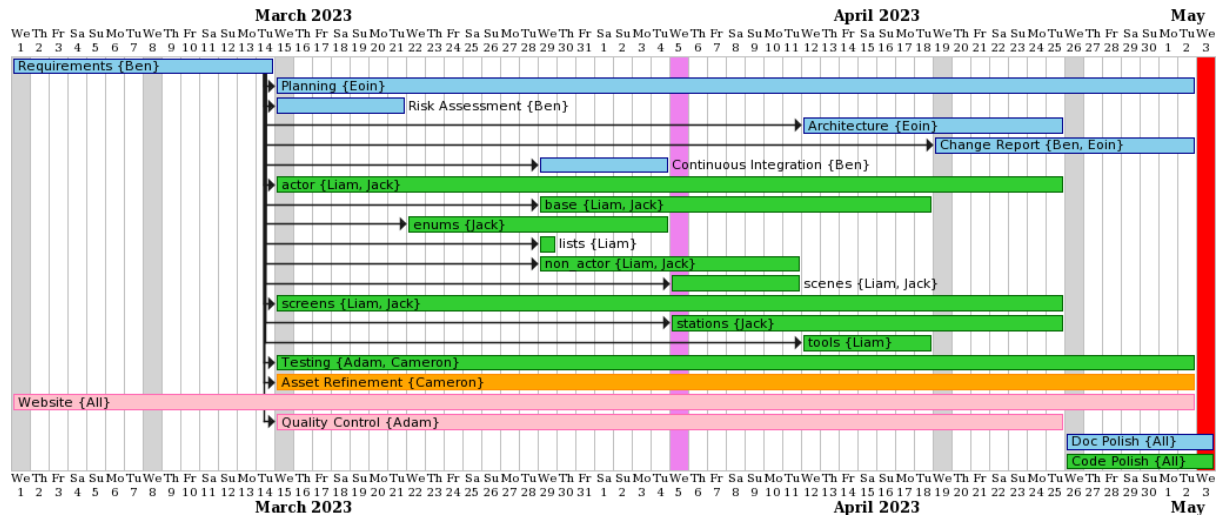 March 2023 April 2023 May
We Th Fr Sa Su Mo Tu We Th Fr Sa Su Mo Tu We Th Fr Sa Su Mo Tu We Th Fr Sa Su Mo Tu We Th Fr Sa Su Mo Tu We Th Fr Sa Su Mo Tu We Th Fr Sa Su Mo Tu We Th Fr Sa Su Mo Tu We Th Fr Sa Su Mo Tu We
1 2 3 4 5 6 7 8 9 10 11 12 13 14 15 16 17 18 19 20 21 22 23 24 25 26 27 28 29 30 31 1 2 3 4 5 6 7 8 9 10 11 12 13 14 15 16 17 18 19 20 21 22 23 24 25 26 27 28 29 30 1 2 3
Requirements {Ben}
Planning {Eoin}
Risk Assessment {Ben}
Architecture {Eoin}
Change Report {Ben, Eoin}
Continuous Integration {Ben}
actor {Liam, Jack}
base {Liam, Jack}
enums {Jack}
lists {Liam}
non_actor {Liam, Jack}
scenes {Liam, Jack}
screens {Liam, Jack}
stations {Jack}
tools {Liam}
Testing {Adam, Cameron}
Asset Refinement {Cameron}
Website {All}
Quality Control {Adam}
Doc Polish {All}
Code Polish {All}
We Th Fr Sa Su Mo Tu We Th Fr Sa Su Mo Tu We Th Fr Sa Su Mo Tu We Th Fr Sa Su Mo Tu We Th Fr Sa Su Mo Tu We Th Fr Sa Su Mo Tu We Th Fr Sa Su Mo Tu We Th Fr Sa Su Mo Tu We Th Fr Sa Su Mo Tu We
1 2 3 4 5 6 7 8 9 10 11 12 13 14 15 16 17 18 19 20 21 22 23 24 25 26 27 28 29 30 31 1 2 3 4 5 6 7 8 9 10 11 12 13 14 15 16 17 18 19 20 21 22 23 24 25 26 27 28 29 30 1 2 3
March 2023 April 2023 May